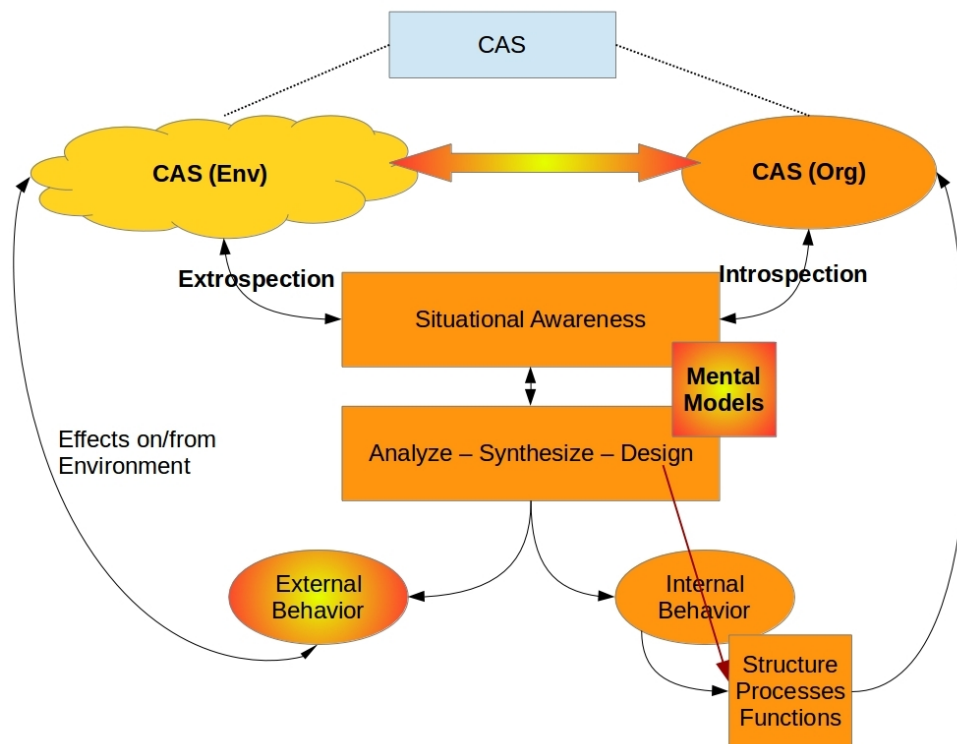 CAS
CAS (Env)
CAS (Org)
Extrospection
Introspection
Situational Awareness
Mental
Models
Analyze – Synthesize – Design
Effects on/from
Environment
External
Behavior
Internal
Behavior
Structure
Processes
Functions